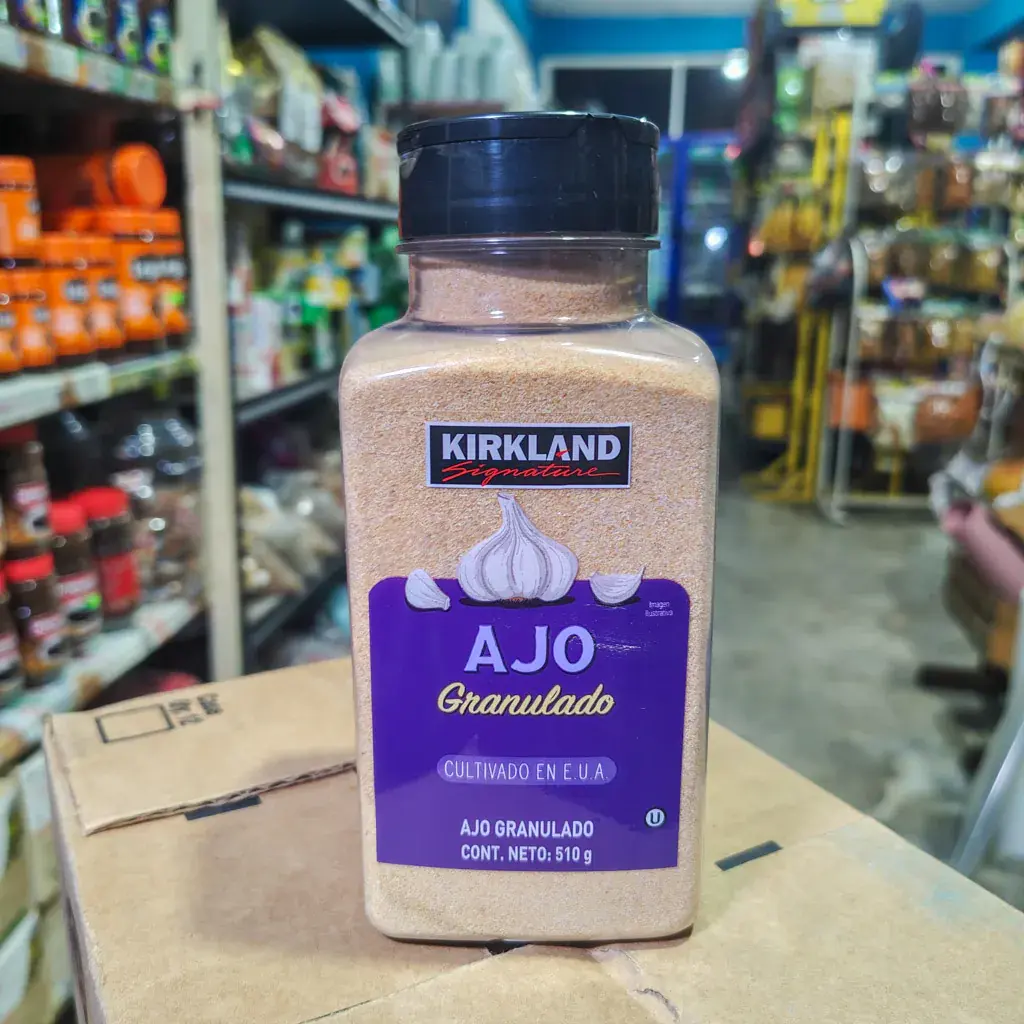 KIRKLAND
Signature
Imagen
Ilustrativa
AJO
Granulado
CULTIVADO EN E.U.A.
U
AJO GRANULADO
CONT. NETO: 510 g